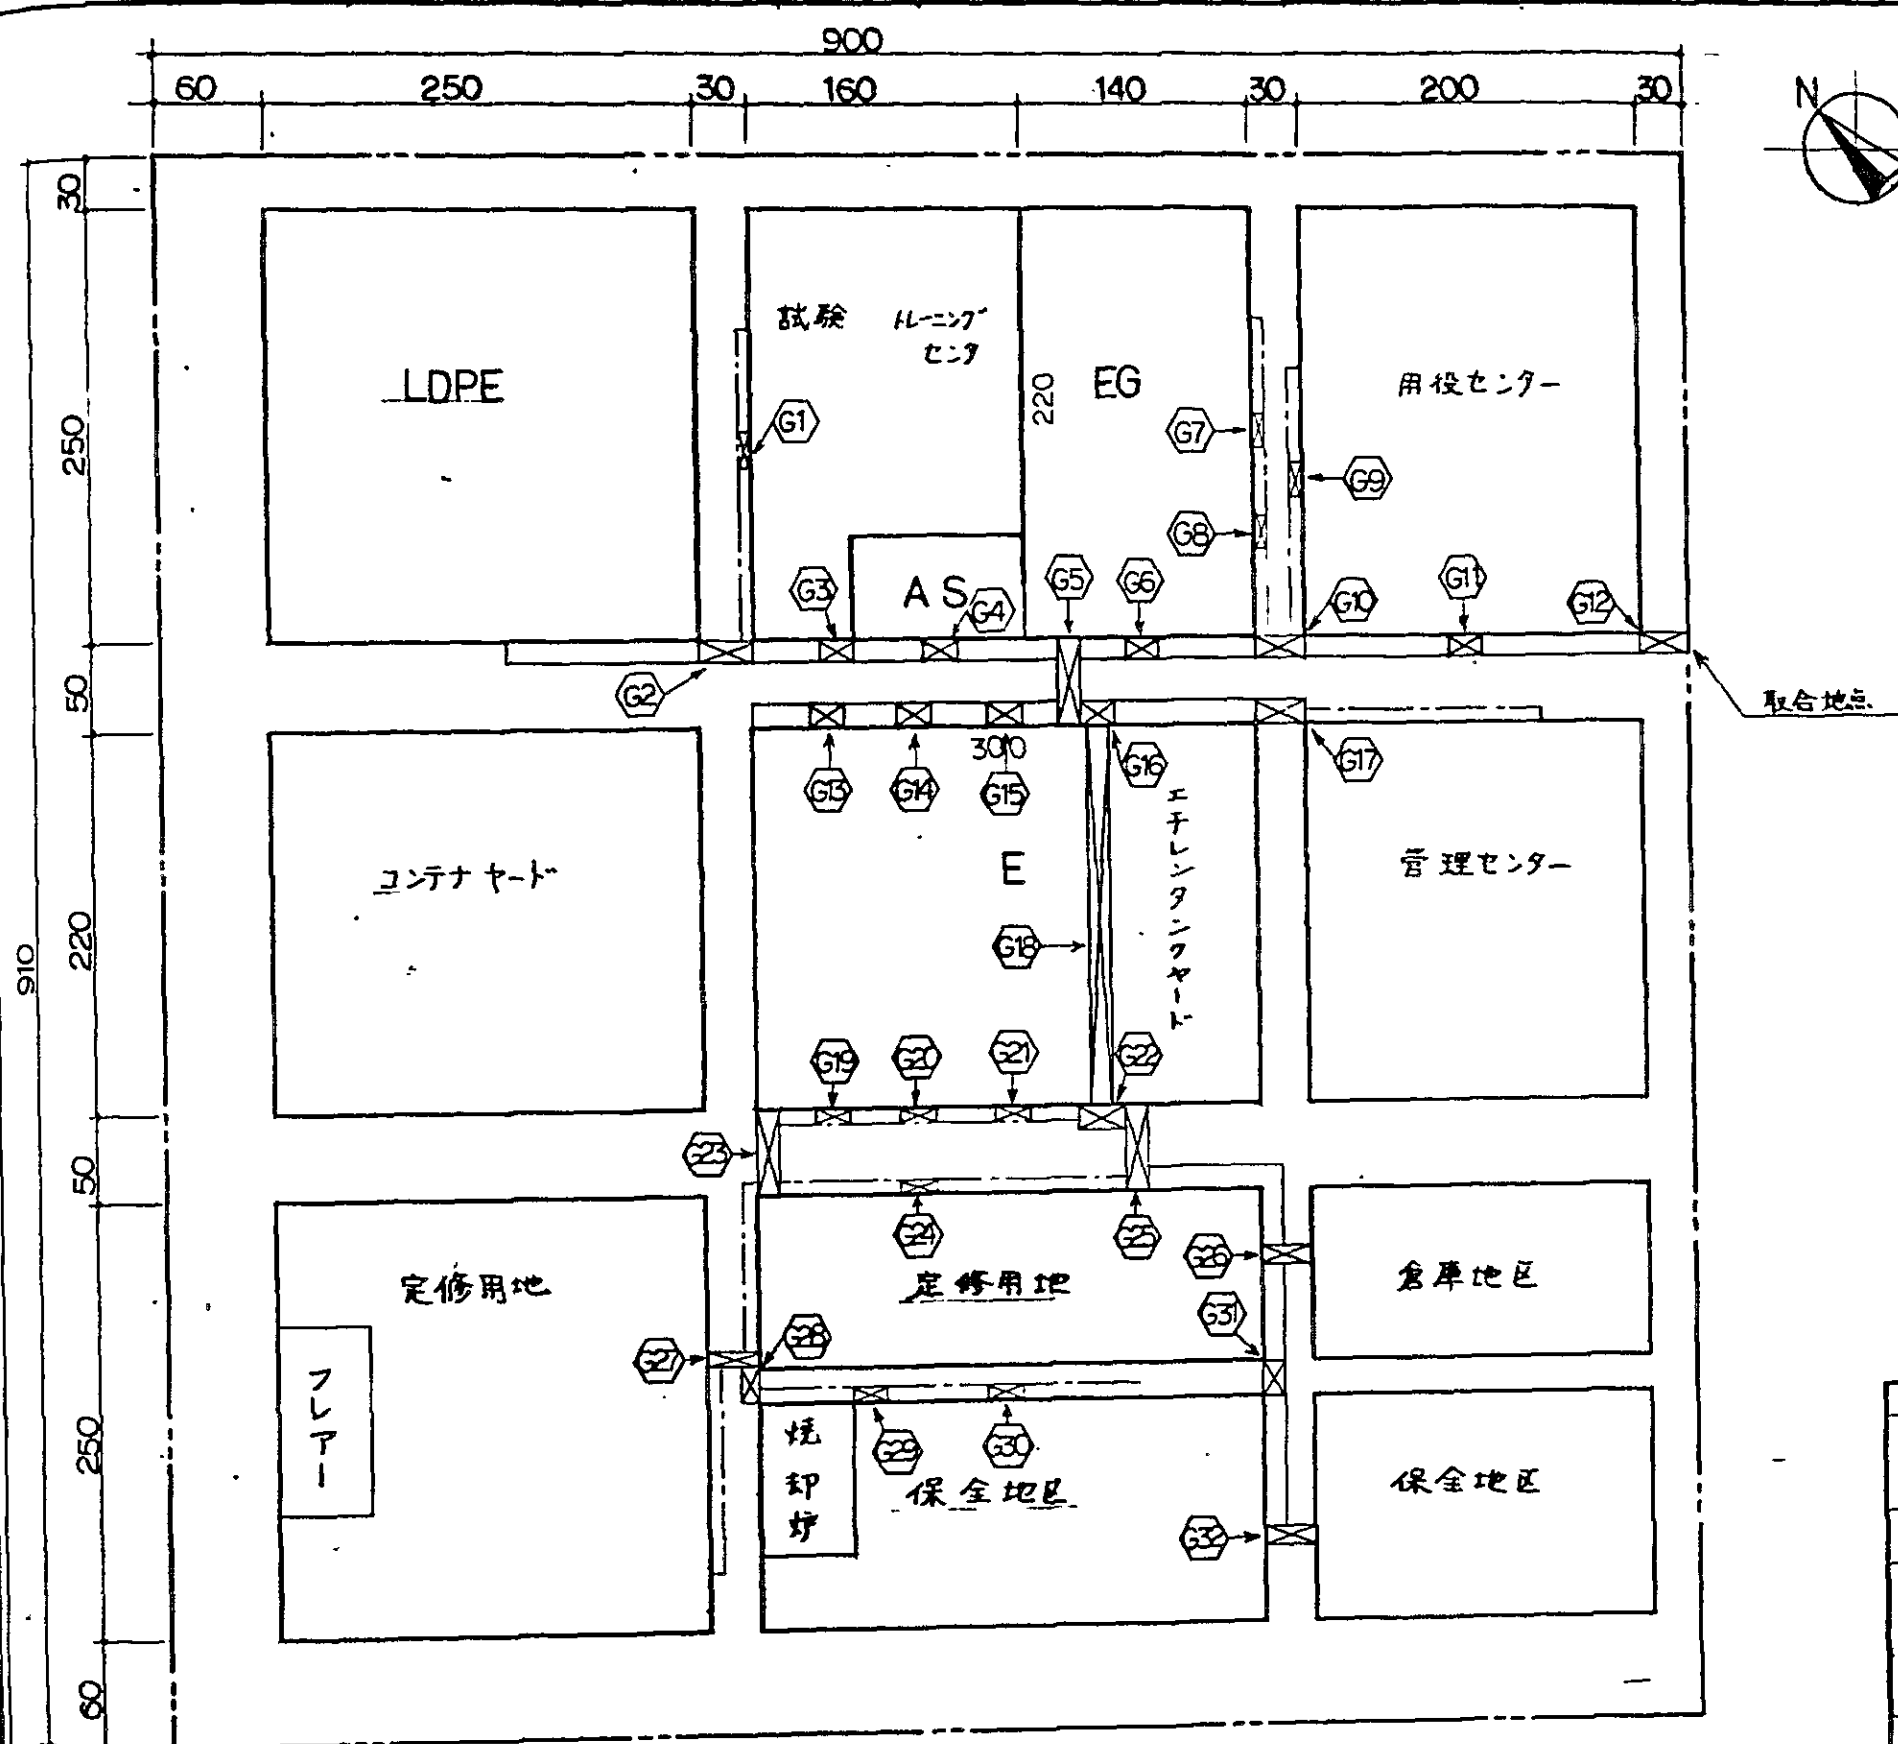 900
60 250 30 160 140 30 200 30
N
30
250
50
220
50
250
60
910
LDPE
試験
トレーニング
センタ
220
EG
用役センター
AS
G1
G7
G9
G8
G3
G4
G5
G6
G10
G11
G12
G2
取合地点
300
G13
G14
G15
G16
G17
コンテナヤード
E
エチレンタンクヤード
管理センター
G18
G19
G20
G21
G22
G23
G24
G25
G26
定修用地
定修用地
倉庫地区
G31
G27
G28
フレアー
焼却炉
G29
G30
保全地区
保全地区
G32